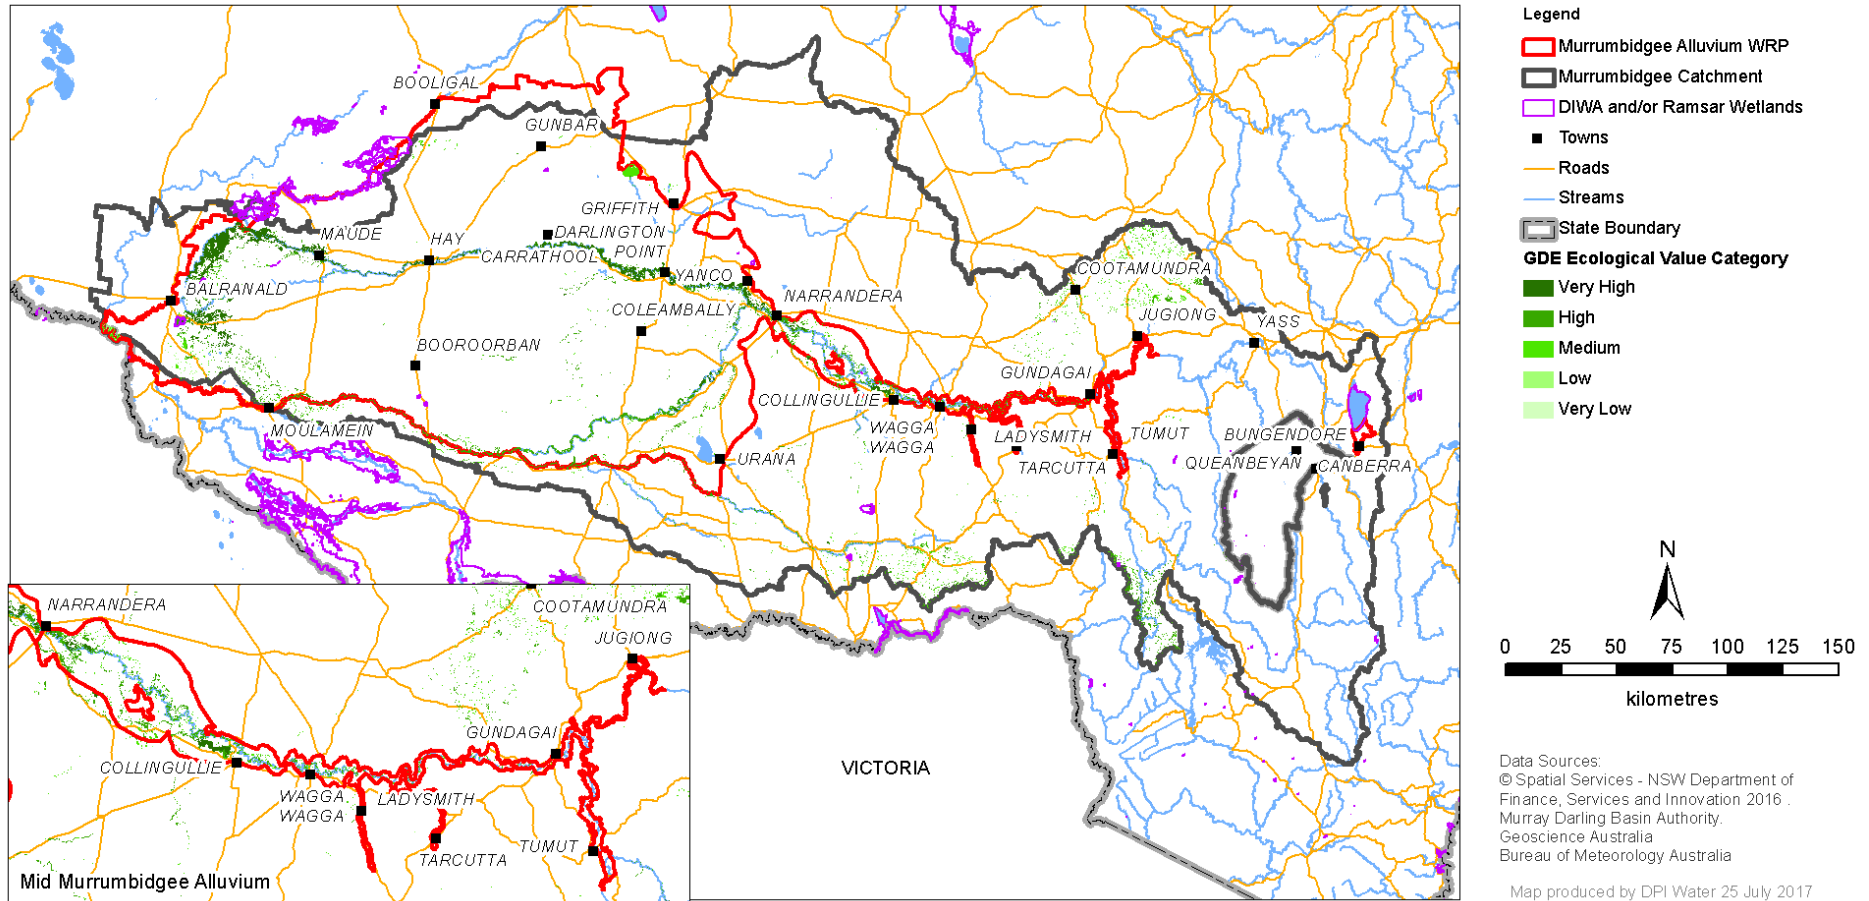 BOOLIGAL
GUNBAR
GRIFFITH
MAUDE
HAY
DARLINGTON
POINT
CARRATHOOL
YANCO
BALRANALD
COLEAMBALLY
NARRANDERA
COOTAMUNDRA
JUGIONG
YASS
BOOROORBAN
GUNDAGAI
COLLINGULLIE
WAGGA
WAGGA
LADYSMITH
TARCUTTA
TUMUT
BUNGENDORE
QUEANBEYAN
CANBERRA
MOULAMEIN
URANA
VICTORIA
NARRANDERA
COOTAMUNDRA
JUGIONG
GUNDAGAI
COLLINGULLIE
WAGGA
WAGGA
LADYSMITH
TARCUTTA
TUMUT
Mid Murrumbidgee Alluvium
Legend
Murrumbidgee Alluvium WRP
Murrumbidgee Catchment
DIWA and/or Ramsar Wetlands
Towns
Roads
Streams
State Boundary
GDE Ecological Value Category
Very High
High
Medium
Low
Very Low
N
0 25 50 75 100 125 150
kilometres
Data Sources:
© Spatial Services - NSW Department of
Finance, Services and Innovation 2016 .
Murray Darling Basin Authority.
Geoscience Australia
Bureau of Meteorology Australia
Map produced by DPI Water 25 July 2017